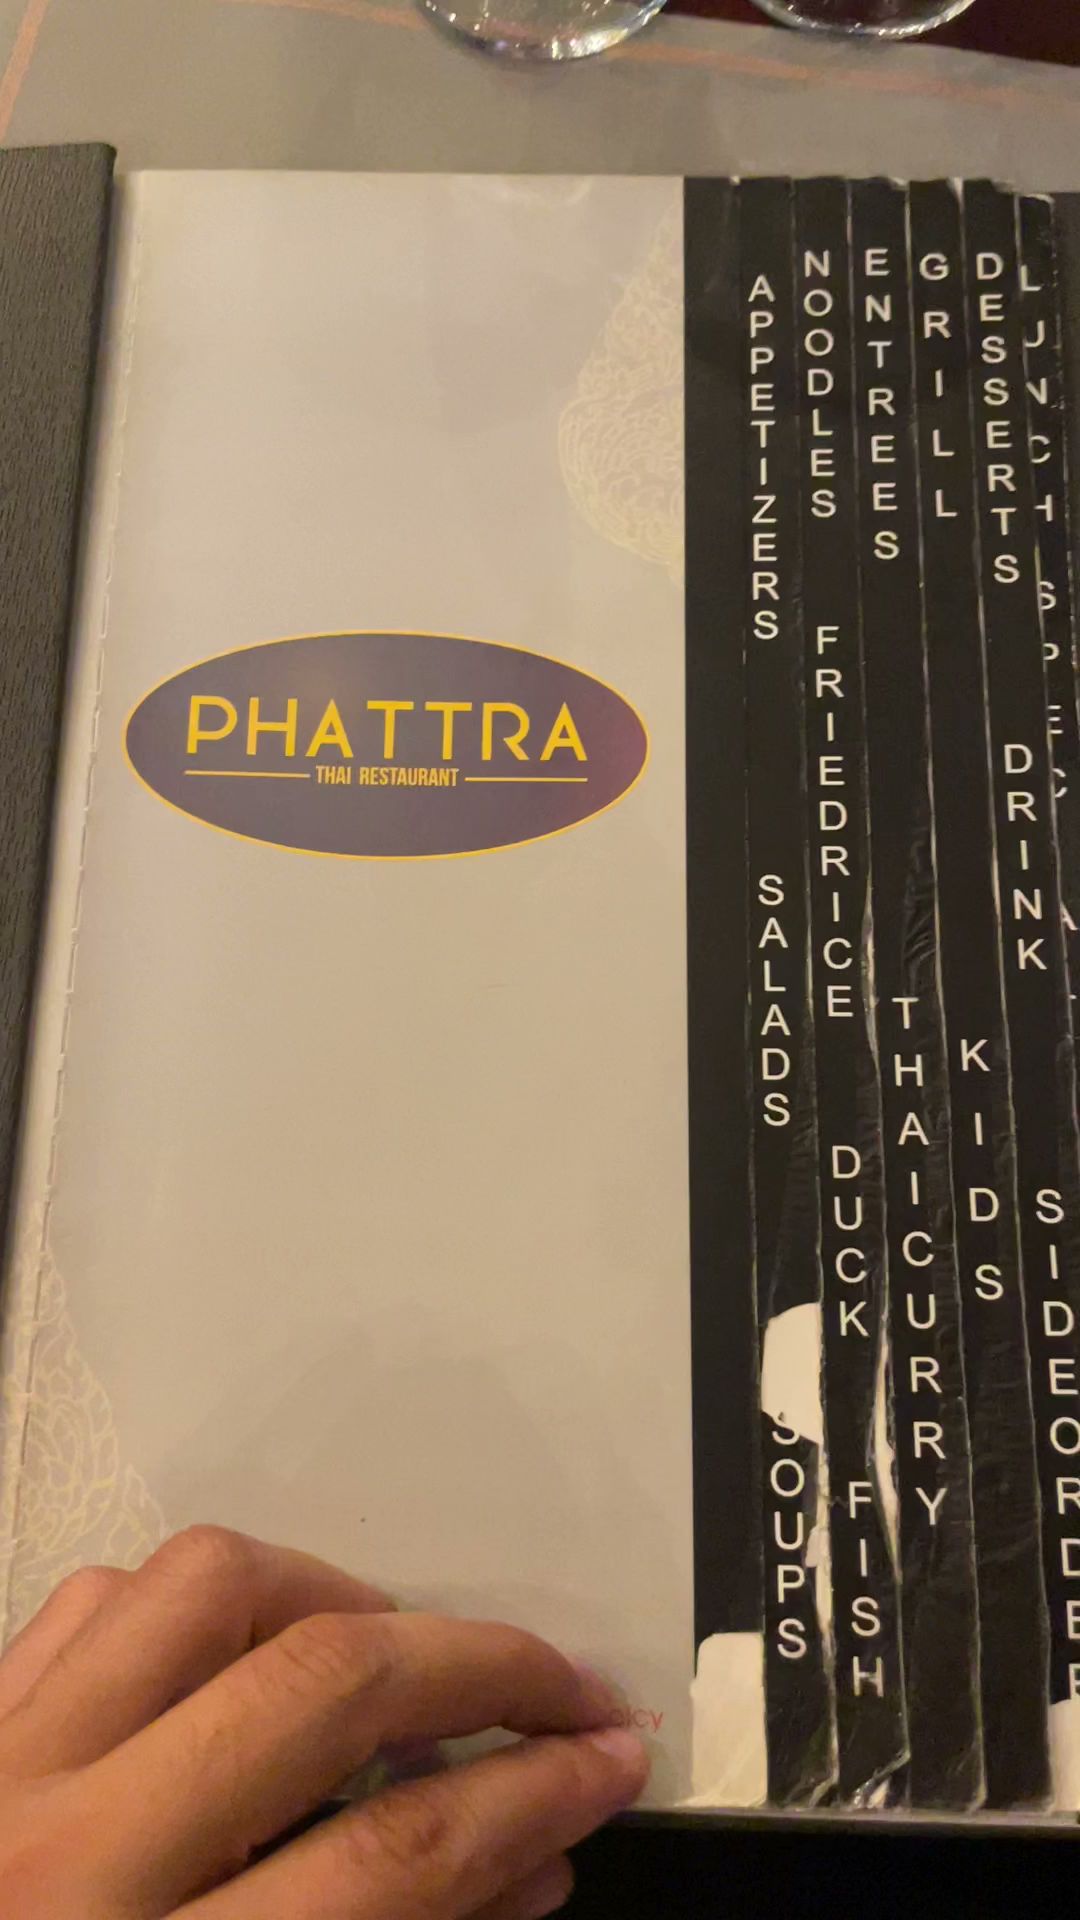 PHATTRA
THAI RESTAURANT
APPETIZERS
SALADS
SOUPS
NOODLES
FRIEDRICE
DUCK
FISH
ENTREES
THAICURRY
GRILL
KIDS
DESSERTS
DRINK
SIDEORDER
LUNCH